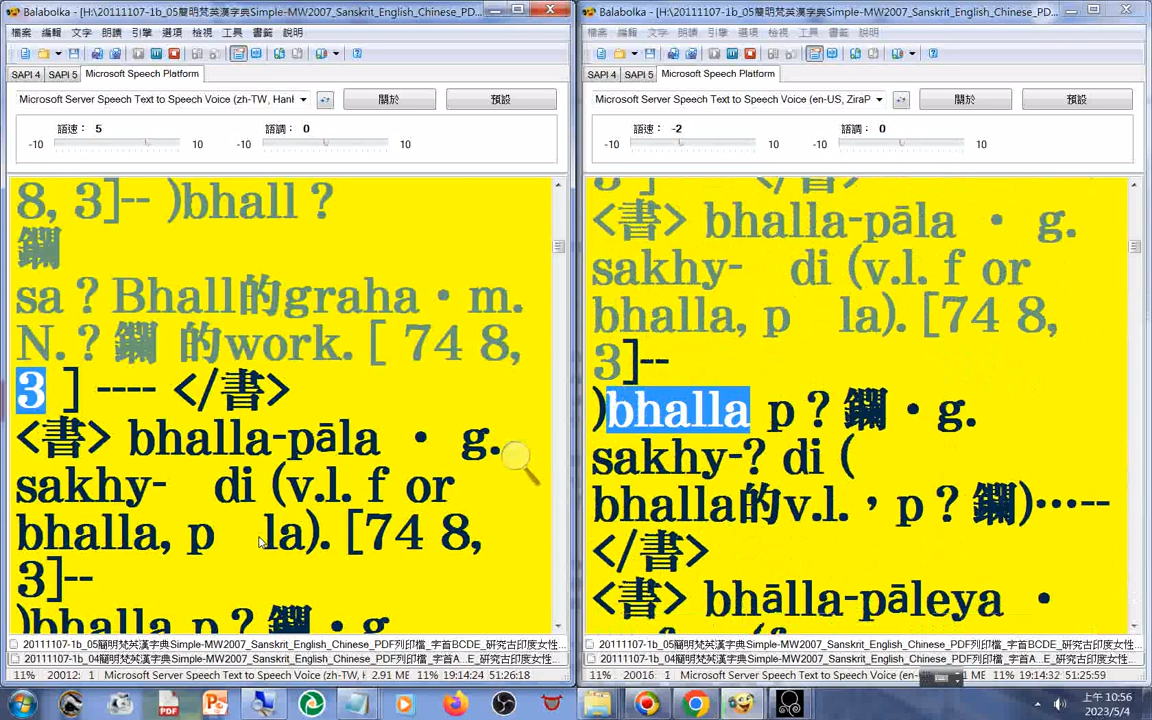 Balabolka - [H:\20111107-1b_05簡明梵英漢字典Simple-MW2007_Sanskrit_English_Chinese_PD...
檔案 編輯 文字 朗讀 引擎 選項 檢視 工具 書籤 說明
SAPI 4 SAPI 5 Microsoft Speech Platform
Microsoft Server Speech Text to Speech Voice (zh-TW, Hanl 關於 預設
語速： 5 語調： 0
-10 10 -10 10
8, 3]-- )bhall ?
鑭
sa ? Bhall的graha • m.
N. ? 鑭 的work. [ 74 8,
3 ] ---- </書>
<書> bhalla-pāla • g.
sakhy- di (v.l. f or
bhalla, p la). [74 8,
3]--
)bhalla p ? 鑭 • g.
20111107-1b_05簡明梵英漢字典Simple-MW2007_Sanskrit_English_Chinese_PDF列印檔_字首BCDE_研究古印度女性...
20111107-1b_04簡明梵英漢字典Simple-MW2007_Sanskrit_English_Chinese_PDF列印檔_字首A...E_研究古印度女性...
20012: 1 Microsoft Server Speech Text to Speech Voice (zh-TW, H 2.91 ME 11% 19:14:24 51:26:18
Balabolka - [H:\20111107-1b_05簡明梵英漢字典Simple-MW2007_Sanskrit_English_Chinese_PD...
檔案 編輯 文字 朗讀 引擎 選項 檢視 工具 書籤 說明
SAPI 4 SAPI 5 Microsoft Speech Platform
Microsoft Server Speech Text to Speech Voice (en-US, ZiraP 關於 預設
語速： -2 語調： 0
-10 10 -10 10
3 ] ---- </書>
<書> bhalla-pāla • g.
sakhy- di (v.l. f or
bhalla, p la). [74 8,
3]--
)bhalla p ? 鑭 • g.
sakhy-? di (
bhalla的v.l.，p ? 鑭)…--
</書>
<書> bhālla-pāleya •
20111107-1b_05簡明梵英漢字典Simple-MW2007_Sanskrit_English_Chinese_PDF列印檔_字首BCDE_研究古印度女性...
20111107-1b_04簡明梵英漢字典Simple-MW2007_Sanskrit_English_Chinese_PDF列印檔_字首A...E_研究古印度女性...
11% 20016: 1 Microsoft Server Speech Text to Speech Voice (en-US, Z ME 11% 19:14:32 51:25:59
上午 10:56
2023/5/4